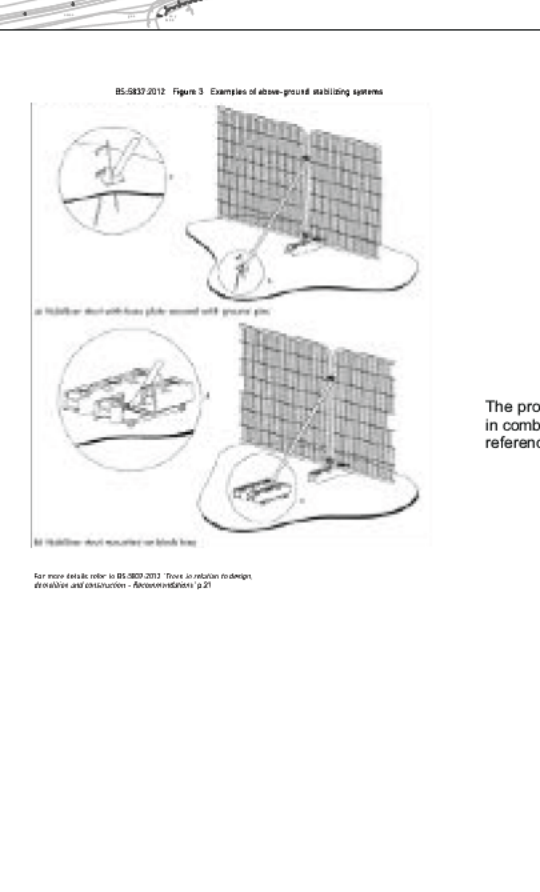 BS:5837:2012 Figure 3 Examples of above-ground stabilizing systems
a) Stabilizer strut with base plate secured with ground pins
b) Stabilizer strut mounted on block tray
The pro
in comb
referenc
For more details refer to BS:5837:2012 'Trees in relation to design,
demolition and construction - Recommendations' p.21